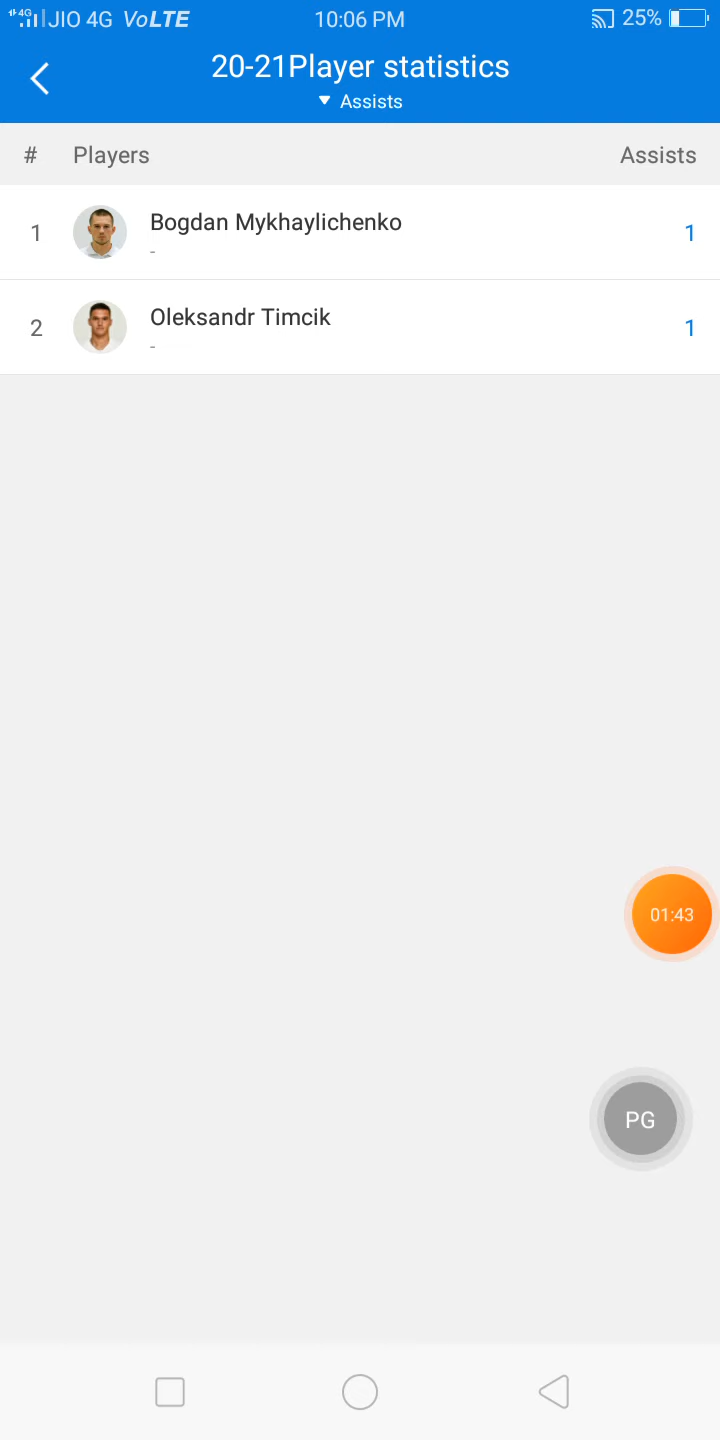 4G JIO 4G VoLTE 10:06 PM 25%
20-21Player statistics
Assists
# Players Assists
1 Bogdan Mykhaylichenko 1
-
2 Oleksandr Timcik 1
-
01:43
PG